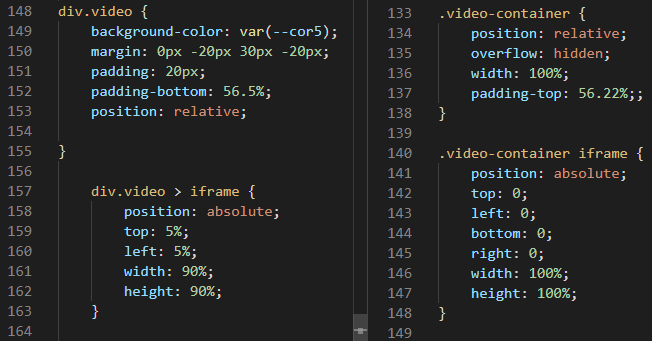 148 div.video {
149 background-color: var(--cor5);
150 margin: 0px -20px 30px -20px;
151 padding: 20px;
152 padding-bottom: 56.5%;
153 position: relative;
154
155 }
156
157 div.video > iframe {
158 position: absolute;
159 top: 5%;
160 left: 5%;
161 width: 90%;
162 height: 90%;
163 }
164
133 .video-container {
134 position: relative;
135 overflow: hidden;
136 width: 100%;
137 padding-top: 56.22%;;
138 }
139
140 .video-container iframe {
141 position: absolute;
142 top: 0;
143 left: 0;
144 bottom: 0;
145 right: 0;
146 width: 100%;
147 height: 100%;
148 }
149